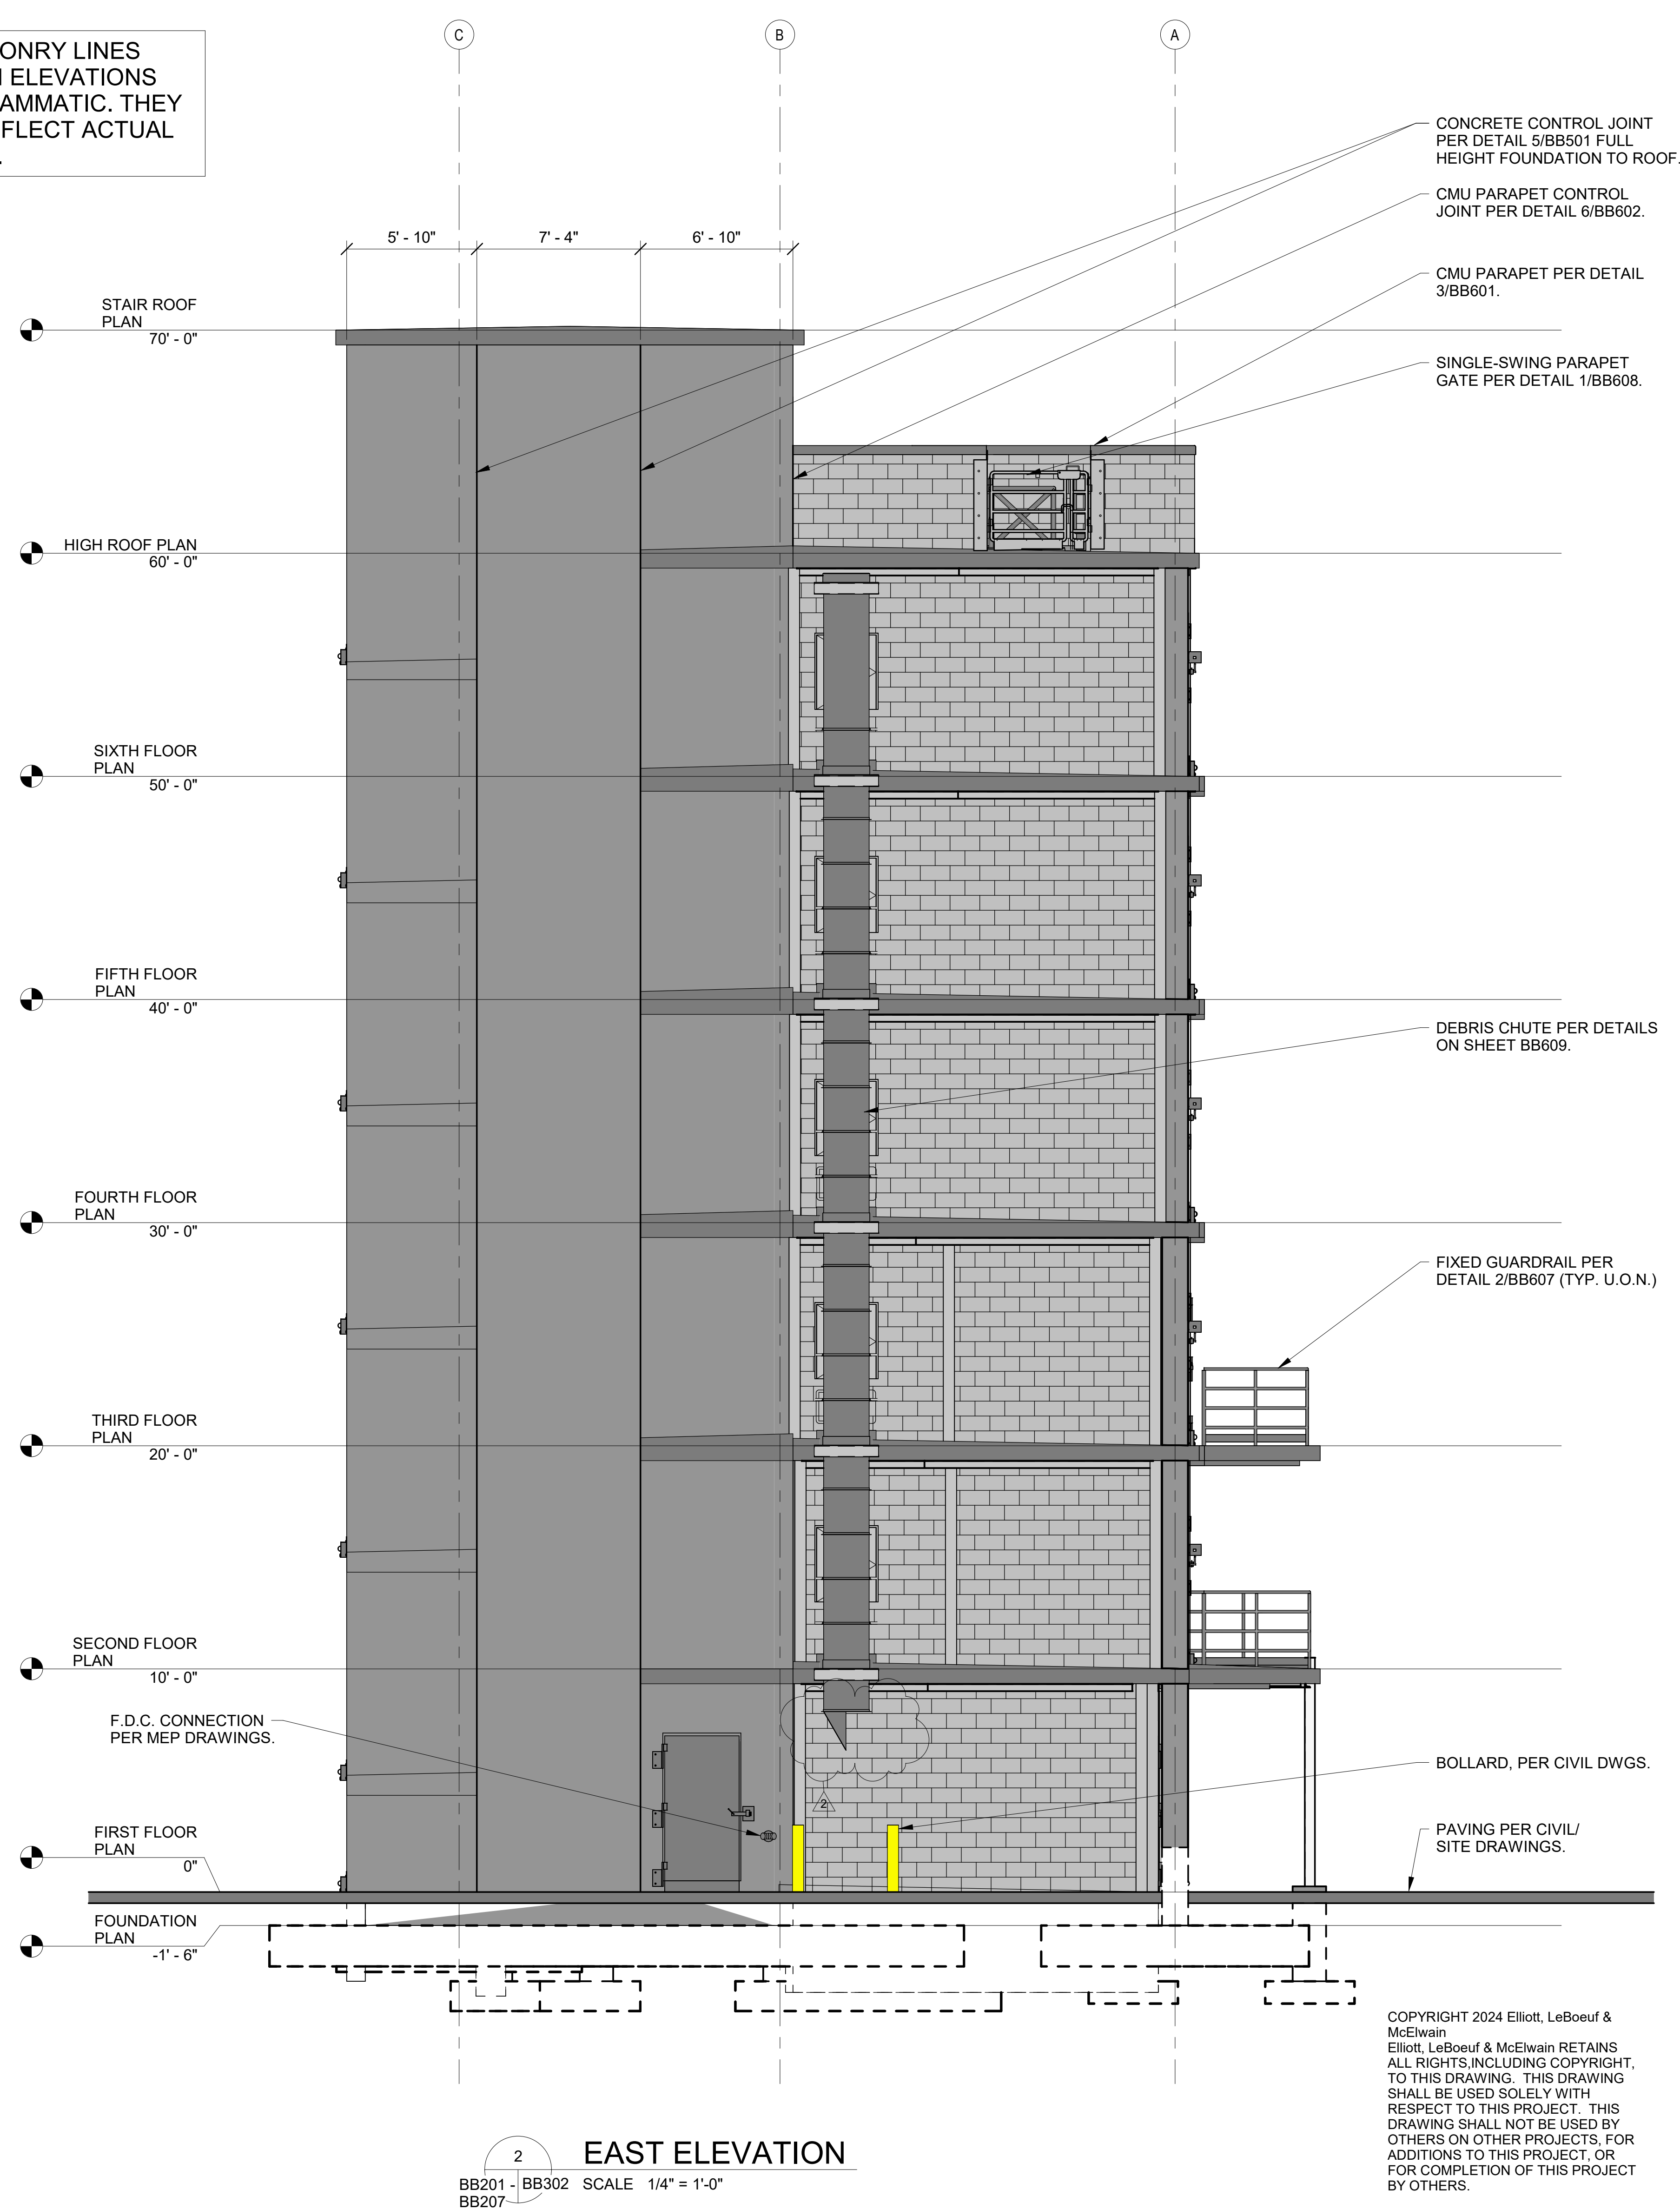 C
B
A
ONRY LINES
ELEVATIONS
AMMATIC. THEY
FLECT ACTUAL
.
CONCRETE CONTROL JOINT
PER DETAIL 5/BB501 FULL
HEIGHT FOUNDATION TO ROOF.
CMU PARAPET CONTROL
JOINT PER DETAIL 6/BB602.
5' - 10"
7' - 4"
6' - 10"
CMU PARAPET PER DETAIL
3/BB601.
STAIR ROOF
PLAN
70' - 0"
SINGLE-SWING PARAPET
GATE PER DETAIL 1/BB608.
HIGH ROOF PLAN
60' - 0"
SIXTH FLOOR
PLAN
50' - 0"
FIFTH FLOOR
PLAN
40' - 0"
DEBRIS CHUTE PER DETAILS
ON SHEET BB609.
FOURTH FLOOR
PLAN
30' - 0"
FIXED GUARDRAIL PER
DETAIL 2/BB607 (TYP. U.O.N.)
THIRD FLOOR
PLAN
20' - 0"
SECOND FLOOR
PLAN
10' - 0"
F.D.C. CONNECTION
PER MEP DRAWINGS.
BOLLARD, PER CIVIL DWGS.
2
FIRST FLOOR
PLAN
0"
PAVING PER CIVIL/
SITE DRAWINGS.
FOUNDATION
PLAN
-1' - 6"
COPYRIGHT 2024 Elliott, LeBoeuf &
McElwain
Elliott, LeBoeuf & McElwain RETAINS
ALL RIGHTS,INCLUDING COPYRIGHT,
TO THIS DRAWING. THIS DRAWING
SHALL BE USED SOLELY WITH
RESPECT TO THIS PROJECT. THIS
DRAWING SHALL NOT BE USED BY
OTHERS ON OTHER PROJECTS, FOR
ADDITIONS TO THIS PROJECT, OR
FOR COMPLETION OF THIS PROJECT
BY OTHERS.
2
EAST ELEVATION
BB201 -
BB207
BB302
SCALE 1/4" = 1'-0"